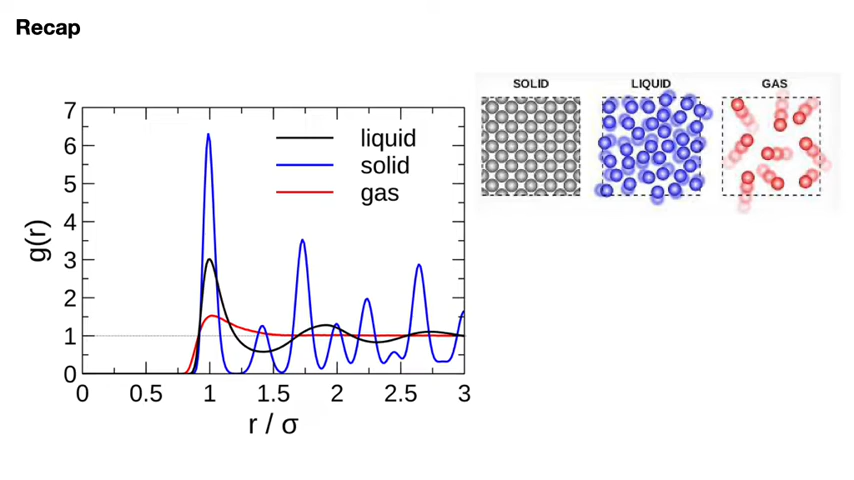 Recap
SOLID LIQUID GAS
7
6
5
4
3
2
1
0
g(r)
liquid
solid
gas
0 0.5 1 1.5 2 2.5 3
r / σ